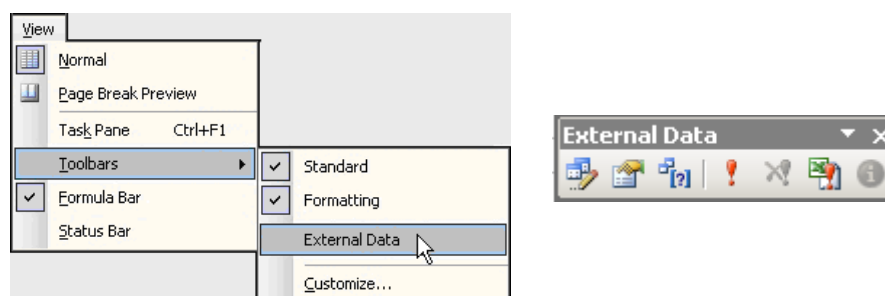 View
Normal
Page Break Preview
Task Pane Ctrl+F1
Toolbars
Formula Bar
Status Bar
Standard
Formatting
External Data
Customize...
External Data
[?]